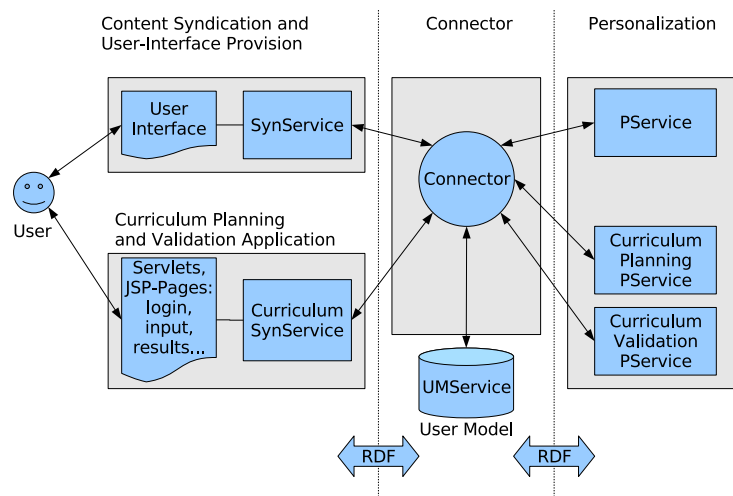 Content Syndication and
User-Interface Provision
Connector
Personalization
User
Interface
SynService
PService
Connector
User
Curriculum Planning
and Validation Application
Servlets,
JSP-Pages:
login,
input,
results...
Curriculum
SynService
Curriculum
Planning
PService
Curriculum
Validation
PService
UMService
User Model
RDF
RDF